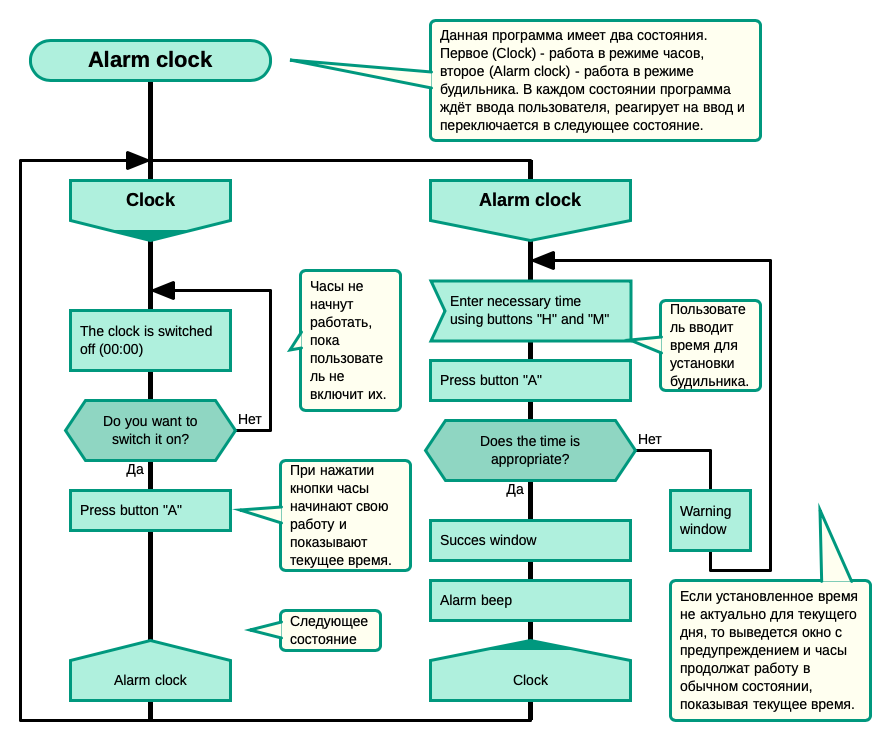 Alarm clock
Данная программа имеет два состояния.
Первое (Clock) - работа в режиме часов,
второе (Alarm clock) - работа в режиме
будильника. В каждом состоянии программа
ждёт ввода пользователя, реагирует на ввод и
переключается в следующее состояние.
Clock
The clock is switched
off (00:00)
Часы не
начнут
работать,
пока
пользовате
ль не
включит их.
Do you want to
switch it on?
Нет
Да
Press button "A"
При нажатии
кнопки часы
начинают свою
работу и
показывают
текущее время.
Следующее
состояние
Alarm clock
Alarm clock
Enter necessary time
using buttons "H" and "M"
Пользовате
ль вводит
время для
установки
будильника.
Press button "A"
Does the time is
appropriate?
Нет
Да
Warning
window
Succes window
Alarm beep
Если установленное время
не актуально для текущего
дня, то выведется окно с
предупреждением и часы
продолжат работу в
обычном состоянии,
показывая текущее время.
Clock